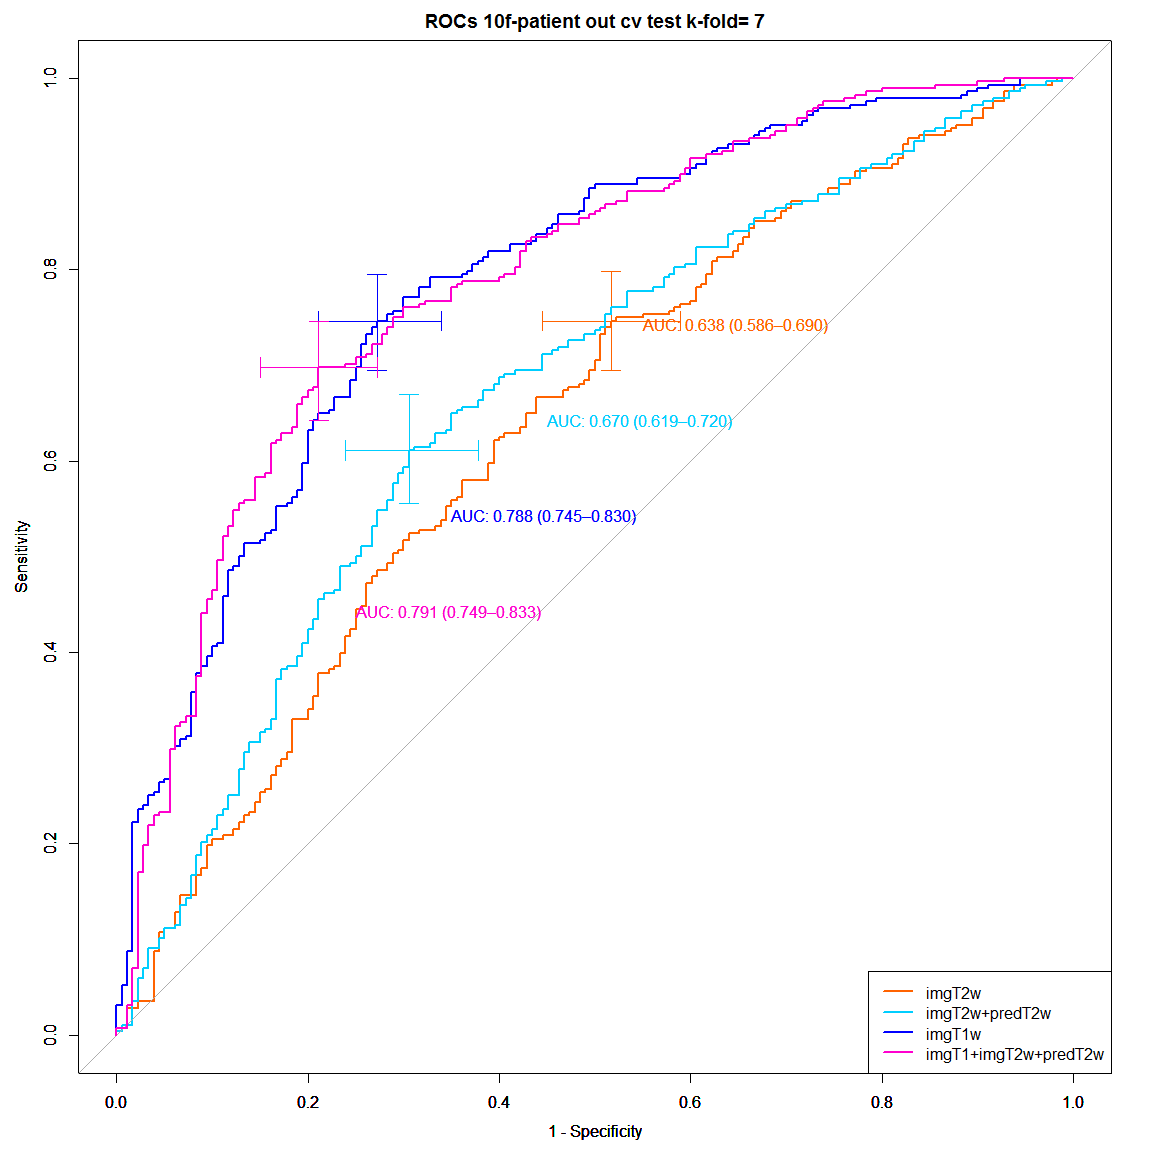 ROCs 10f-patient out cv test k-fold= 7
1.0
0.8
0.6
0.4
0.2
0.0
Sensitivity
AUC: 0.638 (0.586–0.690)
AUC: 0.670 (0.619–0.720)
AUC: 0.788 (0.745–0.830)
AUC: 0.791 (0.749–0.833)
imgT2w
imgT2w+predT2w
imgT1w
imgT1+imgT2w+predT2w
0.0 0.2 0.4 0.6 0.8 1.0
1 - Specificity